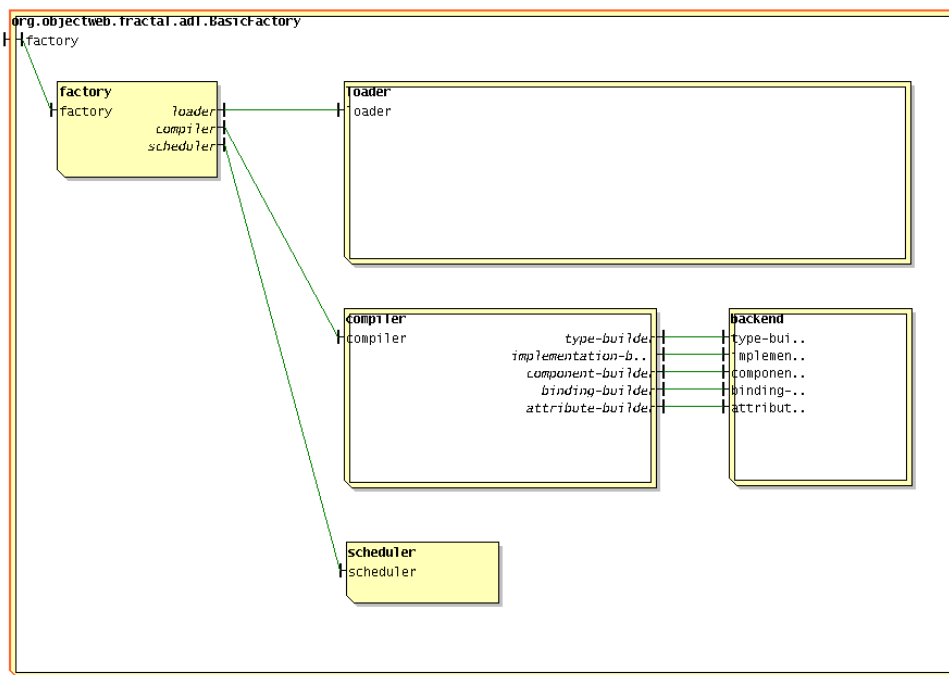 org.objectweb.fractal.adl.BasicFactory
factory
factory
factory loader
compiler
scheduler
loader
loader
compiler
compiler
type-builder
implementation-b..
component-builder
binding-builder
attribute-builder
backend
type-bui..
implemen..
componen..
binding-..
attribut..
scheduler
scheduler